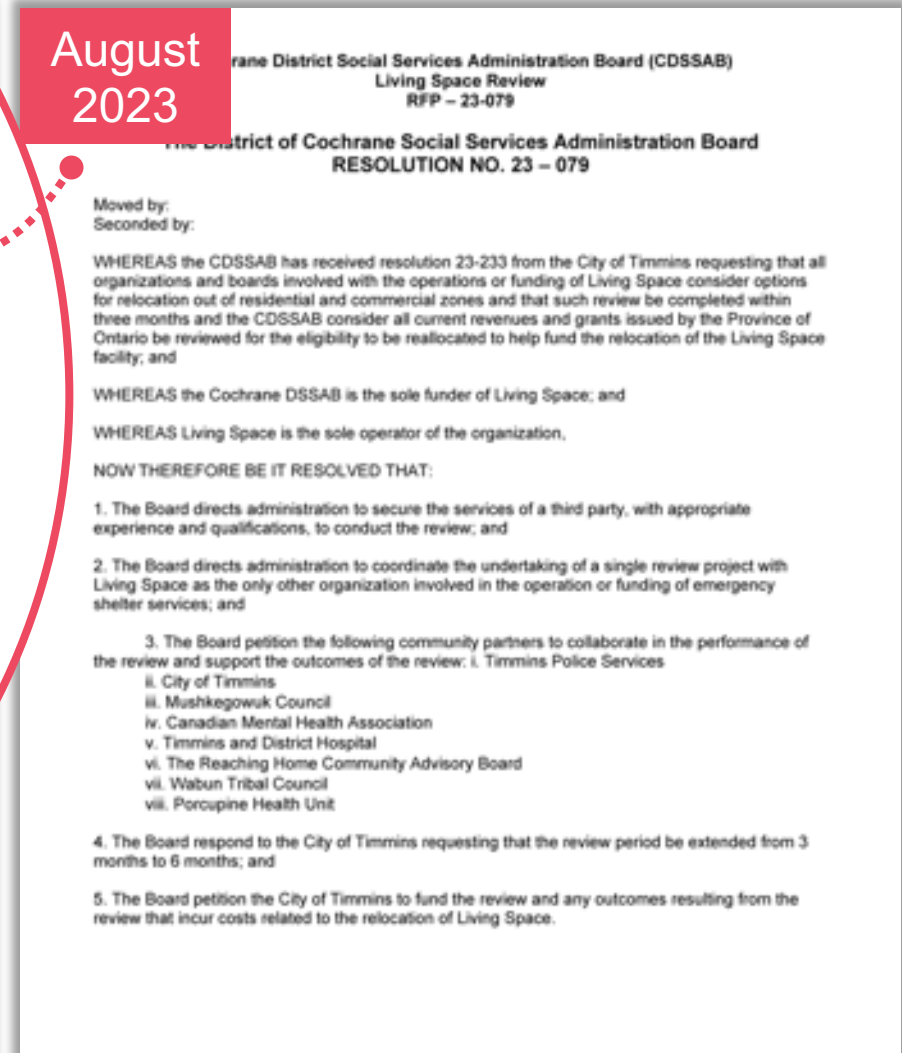 August
2023
rane District Social Services Administration Board (CDSSAB)
Living Space Review
RFP – 23-079
The District of Cochrane Social Services Administration Board
RESOLUTION NO. 23 – 079
Moved by:
Seconded by:
WHEREAS the CDSSAB has received resolution 23-233 from the City of Timmins requesting that all
organizations and boards involved with the operations or funding of Living Space consider options
for relocation out of residential and commercial zones and that such review be completed within
three months and the CDSSAB consider all current revenues and grants issued by the Province of
Ontario be reviewed for the eligibility to be reallocated to help fund the relocation of the Living Space
facility; and
WHEREAS the Cochrane DSSAB is the sole funder of Living Space; and
WHEREAS Living Space is the sole operator of the organization,
NOW THEREFORE BE IT RESOLVED THAT:
1. The Board directs administration to secure the services of a third party, with appropriate
experience and qualifications, to conduct the review; and
2. The Board directs administration to coordinate the undertaking of a single review project with
Living Space as the only other organization involved in the operation or funding of emergency
shelter services; and
3. The Board petition the following community partners to collaborate in the performance of
the review and support the outcomes of the review: i. Timmins Police Services
ii. City of Timmins
iii. Mushkegowuk Council
iv. Canadian Mental Health Association
v. Timmins and District Hospital
vi. The Reaching Home Community Advisory Board
vii. Wabun Tribal Council
viii. Porcupine Health Unit
4. The Board respond to the City of Timmins requesting that the review period be extended from 3
months to 6 months; and
5. The Board petition the City of Timmins to fund the review and any outcomes resulting from the
review that incur costs related to the relocation of Living Space.